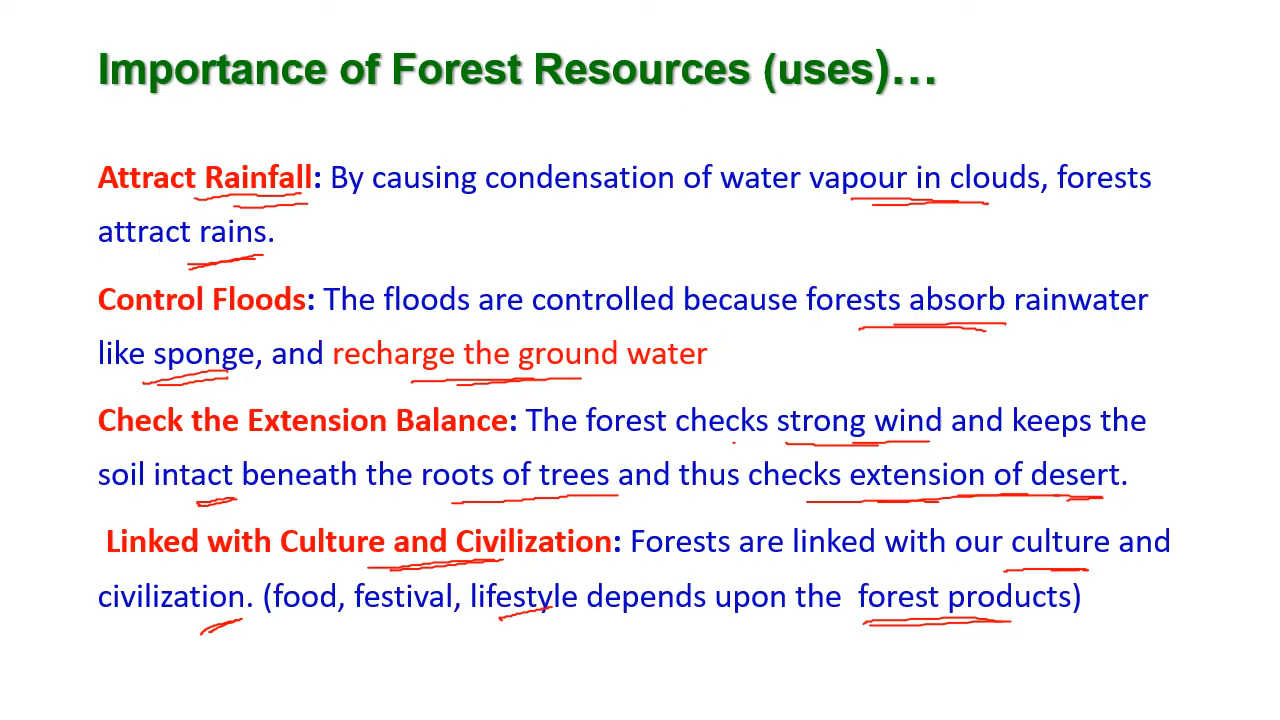 Importance of Forest Resources (uses)...
Attract Rainfall: By causing condensation of water vapour in clouds, forests
attract rains.
Control Floods: The floods are controlled because forests absorb rainwater
like sponge, and recharge the ground water
Check the Extension Balance: The forest checks strong wind and keeps the
soil intact beneath the roots of trees and thus checks extension of desert.
Linked with Culture and Civilization: Forests are linked with our culture and
civilization. (food, festival, lifestyle depends upon the forest products)